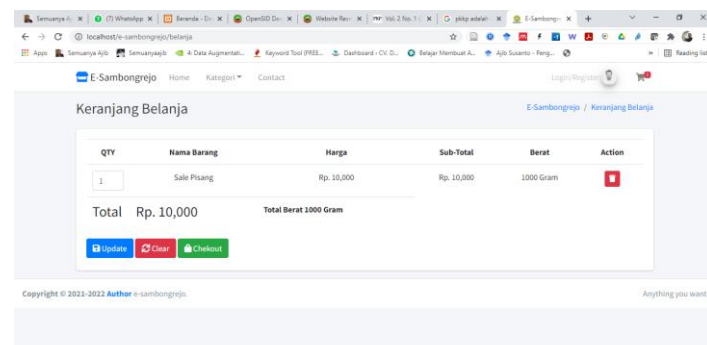 Semuanya Aj
(7) WhatsApp
Beranda - D
OpenSID De
Website Res
Vol. 2 No. 1
pkkp adalah
E-Sambong
localhost/e-sambongrejo/belanja
Apps Semuanya Ajib Semuanyaajib 4: Data Augmentati... Keyword Tool (FREE... Dashboard ‹ CV. D... Belajar Membuat A... Ajib Susanto - Peng... » Reading list
E-Sambongrejo Home Kategori Contact Login/Register
Keranjang Belanja E-Sambongrejo / Keranjang Belanja
QTY Nama Barang Harga Sub-Total Berat Action
1 Sale Pisang Rp. 10,000 Rp. 10,000 1000 Gram
Total Rp. 10,000 Total Berat 1000 Gram
Update Clear Chekout
Copyright © 2021-2022 Author e-sambongrejo. Anything you want